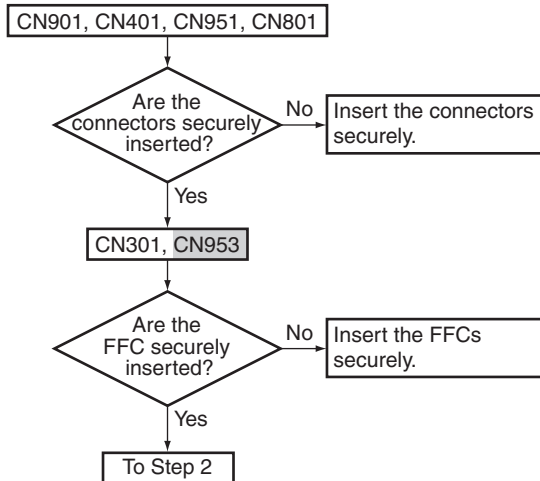 CN901, CN401, CN951, CN801
Are the
connectors securely
inserted?
No
Insert the connectors
securely.
Yes
CN301, CN953
Are the
FFC securely
inserted?
No
Insert the FFCs
securely.
Yes
To Step 2